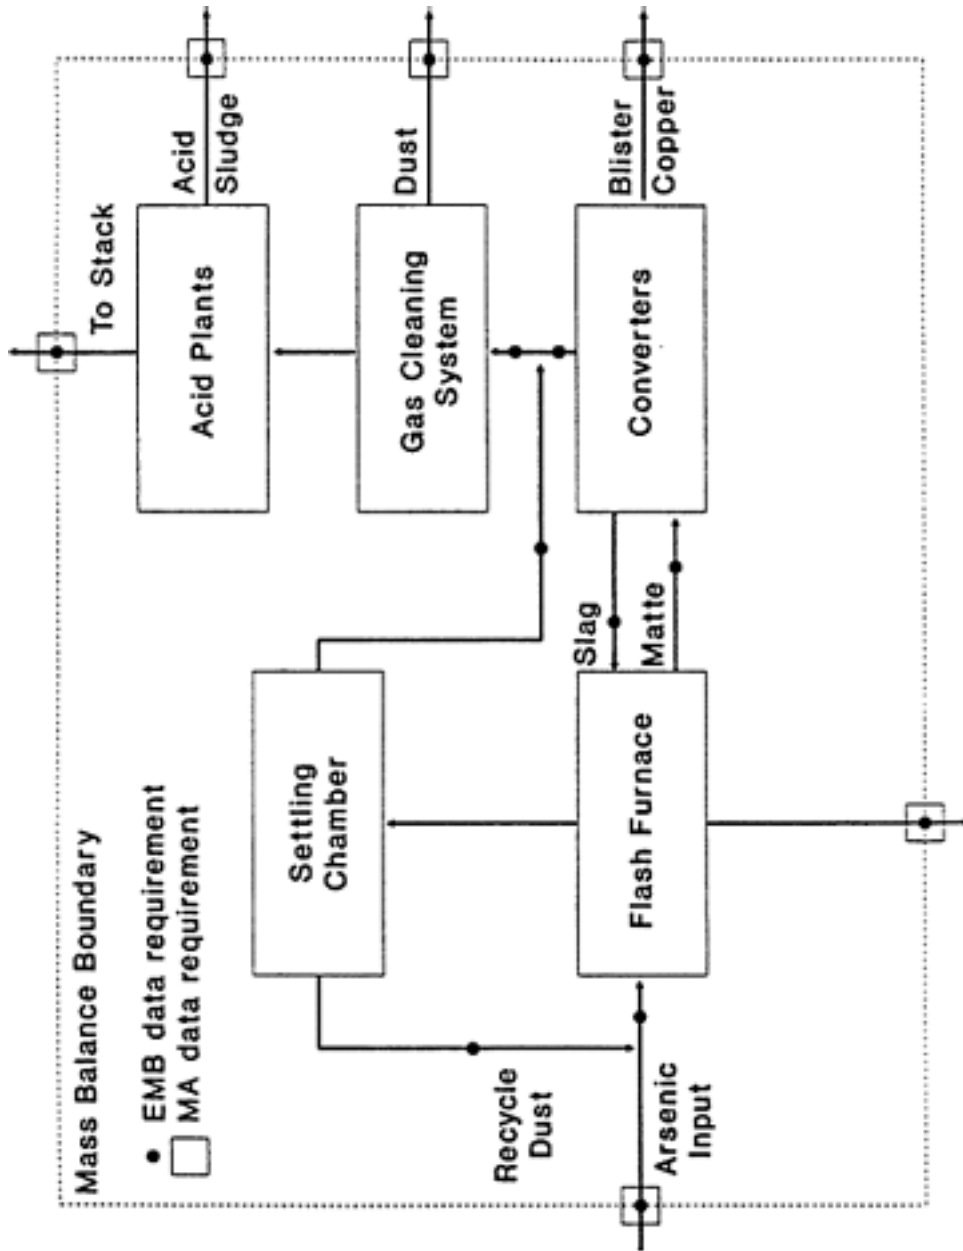 Mass Balance Boundary
EMB data requirement
MA data requirement
To Stack
Acid
Sludge
Acid Plants
Dust
Gas Cleaning
System
Settling
Chamber
Blister
Copper
Converters
Slag
Matte
Flash Furnace
Recycle
Dust
Arsenic
Input